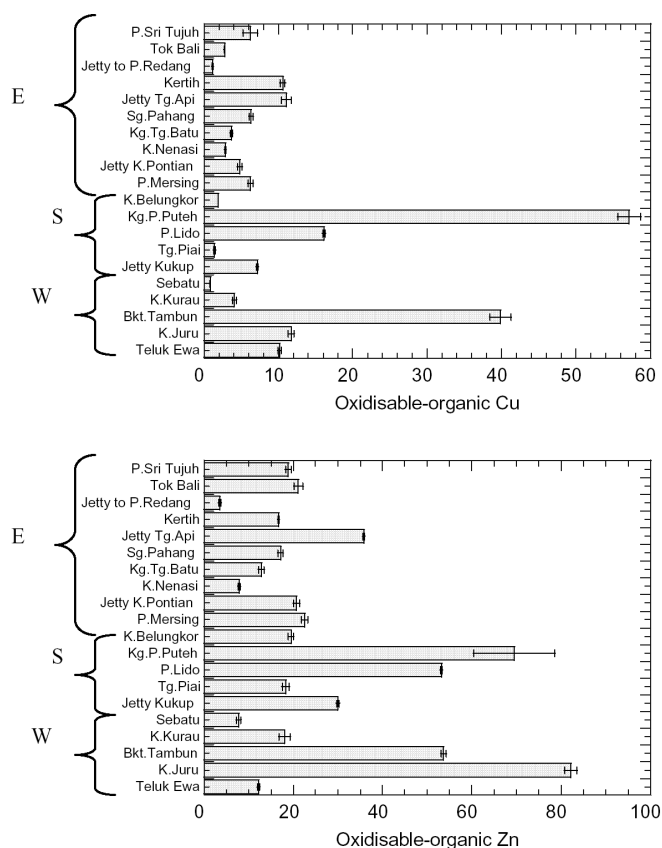 P.Sri Tujuh
Tok Bali
Jetty to P.Redang
Kertih
E
Jetty Tg.Api
Sg.Pahang
Kg.Tg.Batu
K.Nenasi
Jetty K.Pontian
P.Mersing
K.Belungkor
S
Kg.P.Puteh
P.Lido
Tg.Piai
Jetty Kukup
Sebatu
W
K.Kurau
Bkt.Tambun
K.Juru
Teluk Ewa
0 10 20 30 40 50 60
Oxidisable-organic Cu
P.Sri Tujuh
Tok Bali
Jetty to P.Redang
Kertih
E
Jetty Tg.Api
Sg.Pahang
Kg.Tg.Batu
K.Nenasi
Jetty K.Pontian
P.Mersing
K.Belungkor
S
Kg.P.Puteh
P.Lido
Tg.Piai
Jetty Kukup
Sebatu
W
K.Kurau
Bkt.Tambun
K.Juru
Teluk Ewa
0 20 40 60 80 100
Oxidisable-organic Zn